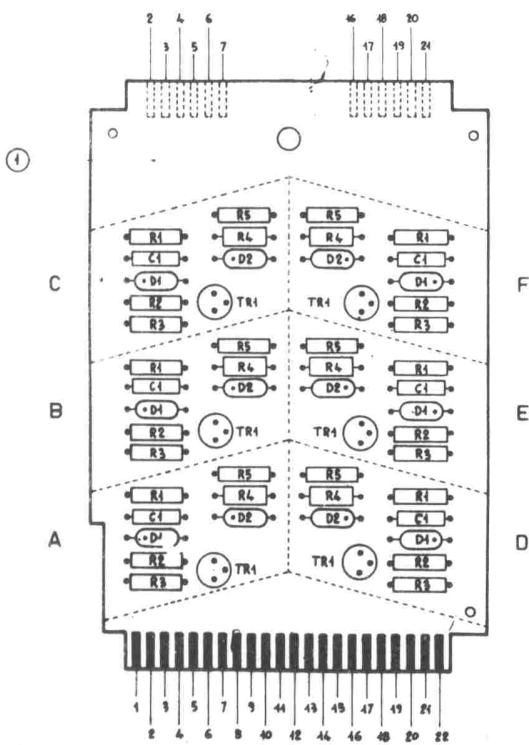 2 4 6 16 18 20
3 5 7 17 19 21
1
R5 R5
R1 R4 R4 R1
C1 D2 D2 C1
C D1 D1 F
R2 TR1 TR1 R2
R3 R3
R5 R5
R1 R4 R4 R1
C1 D2 D2 C1
B D1 D1 E
R2 TR1 TR1 R2
R3 R3
R5 R5
R1 R4 R4 R1
C1 D2 D2 C1
A D1 D1 D
R2 TR1 TR1 R2
R3 R3
1 3 5 7 9 11 13 15 17 19 21
2 4 6 8 10 12 14 16 18 20 22